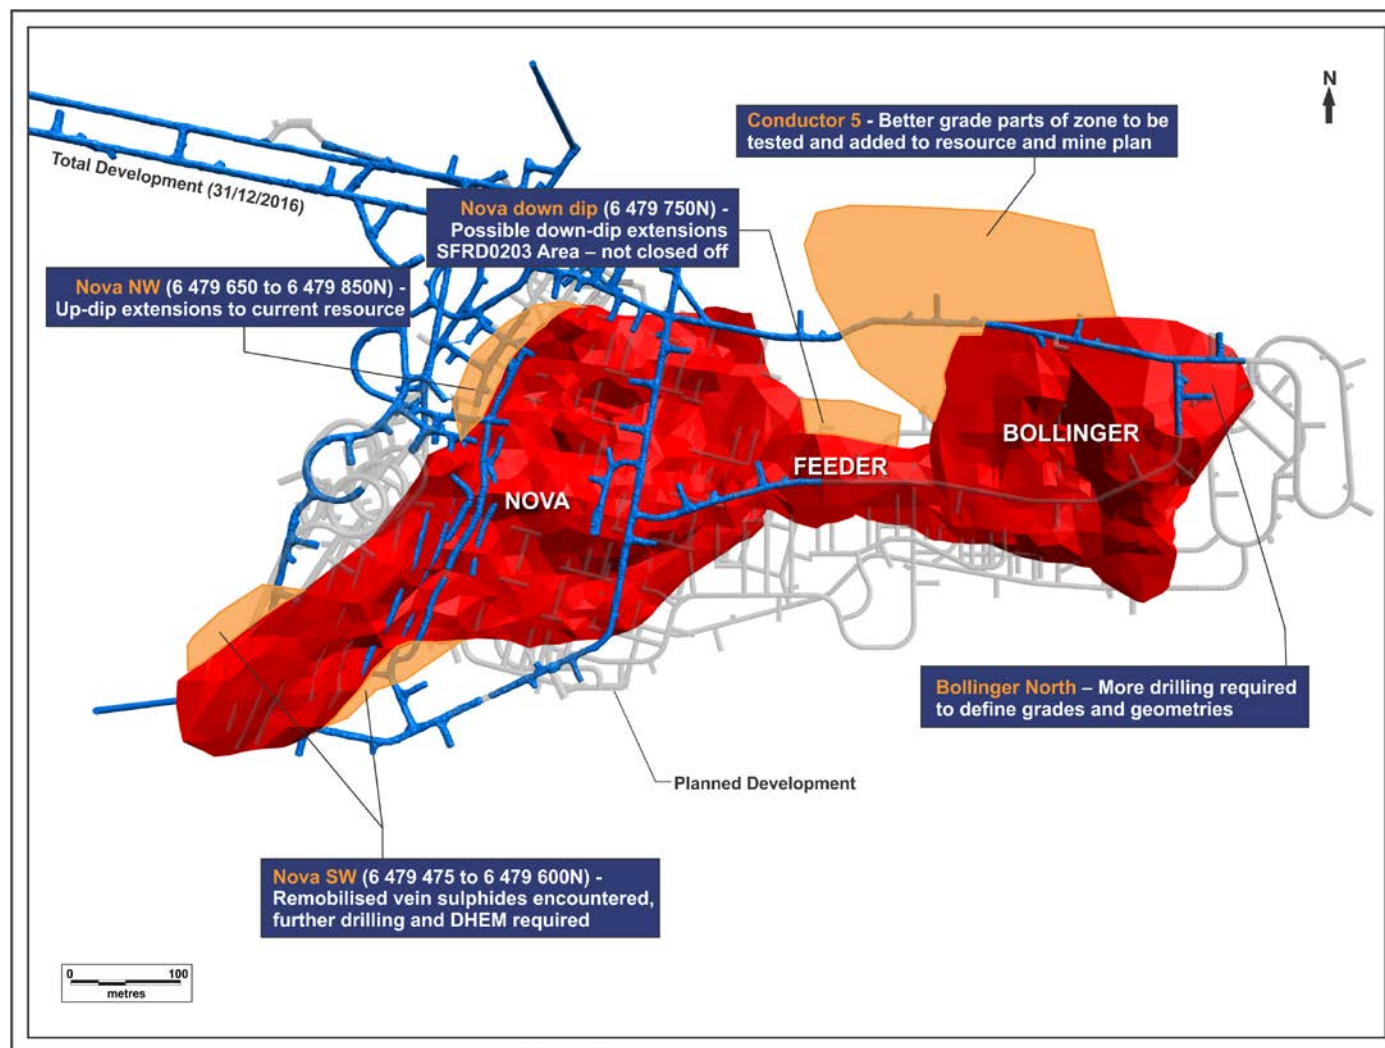 N
Conductor 5 - Better grade parts of zone to be
tested and added to resource and mine plan
Total Development (31/12/2016)
Nova down dip (6 479 750N) -
Possible down-dip extensions
SFRD0203 Area – not closed off
Nova NW (6 479 650 to 6 479 850N) -
Up-dip extensions to current resource
BOLLINGER
FEEDER
NOVA
Bollinger North – More drilling required
to define grades and geometries
Planned Development
Nova SW (6 479 475 to 6 479 600N) -
Remobilised vein sulphides encountered,
further drilling and DHEM required
0 100
metres